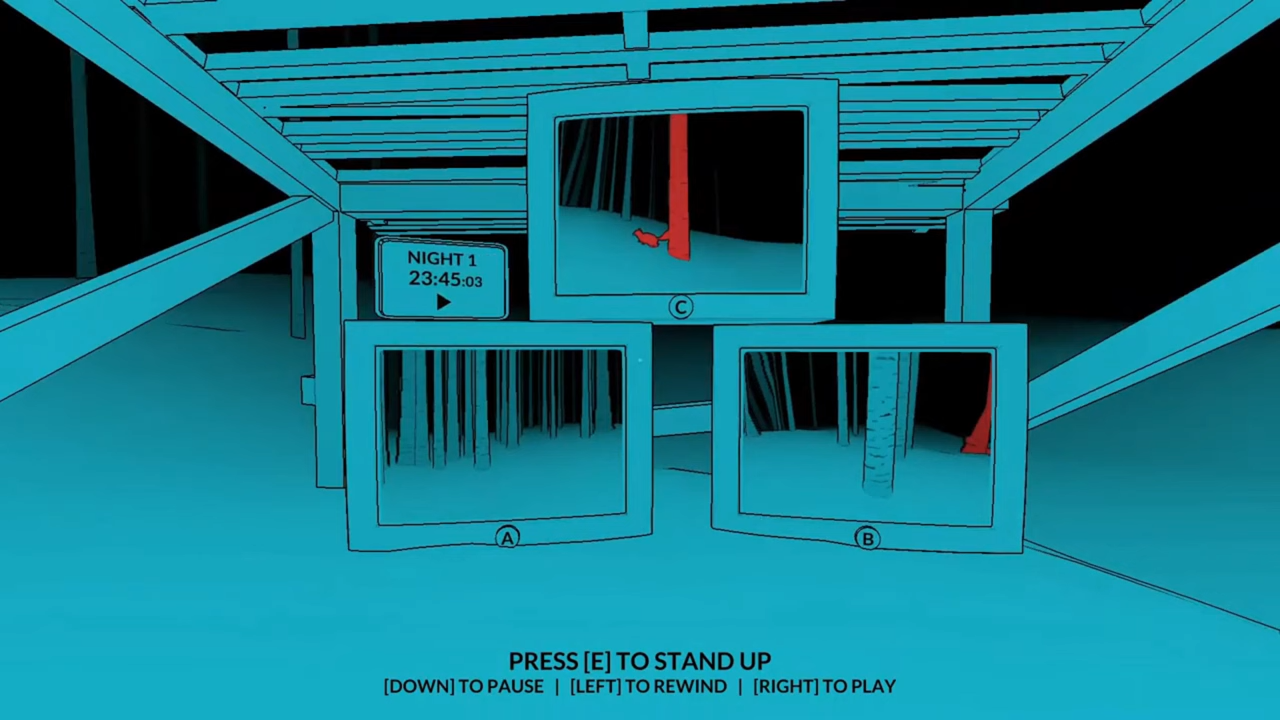 NIGHT 1
23:45:03
C
A
B
PRESS [E] TO STAND UP
[DOWN] TO PAUSE | [LEFT] TO REWIND | [RIGHT] TO PLAY